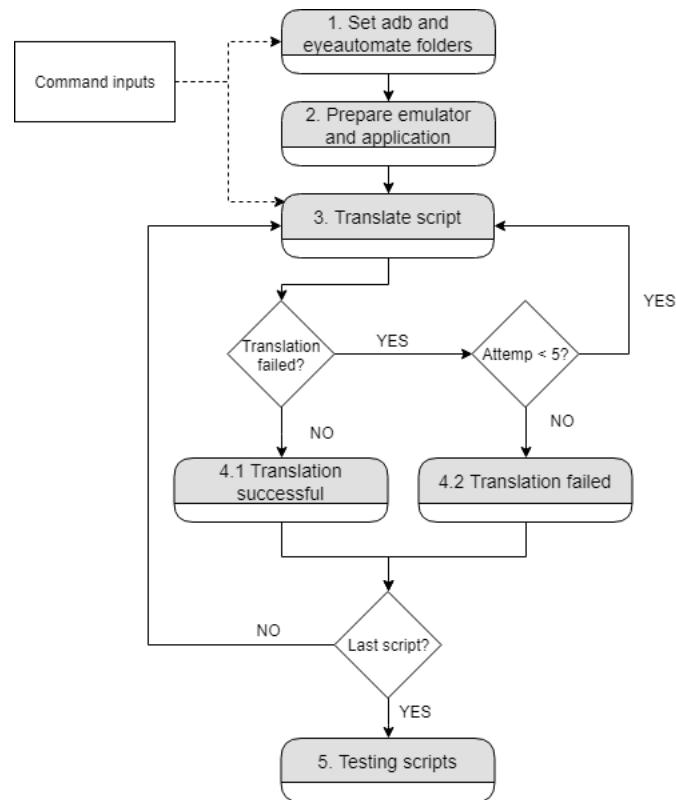 1. Set adb and
eyeautomate folders
Command inputs
2. Prepare emulator
and application
3. Translate script
YES
Translation
failed?
YES
Attemp < 5?
NO
NO
4.1 Translation
successful
4.2 Translation failed
NO
Last script?
YES
5. Testing scripts